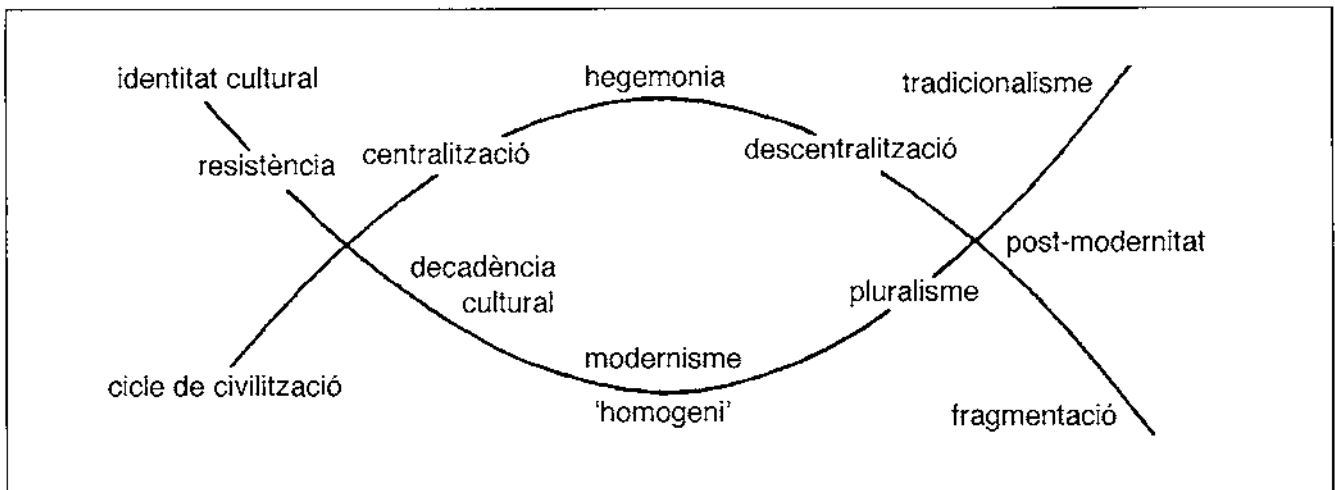 identitat cultural
hegemonia
tradicionalisme
resistència
centralització
descentralització
post-modernitat
decadència
cultural
pluralisme
modernisme
'homogeni'
cicle de civilització
fragmentació